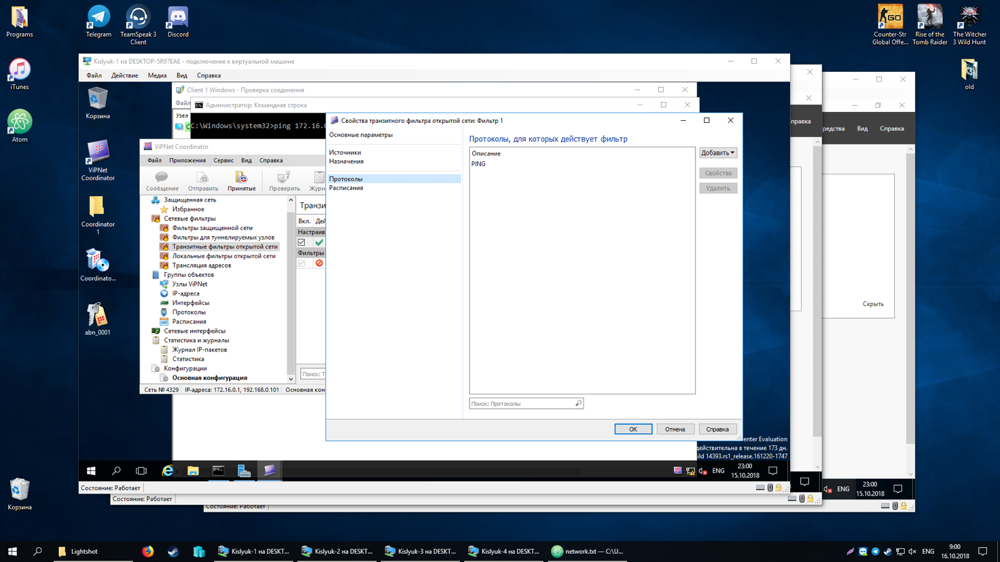 Programs
Telegram
TeamSpeak 3
Client
Discord
Counter-Str
Global Offe...
Rise of the
Tomb Raider
The Witcher
3 Wild Hunt
iTunes
Atom
old
Корзина
Kislyuk-1 на DESKTOP-5R97EAE - подключение к виртуальной машине
Файл Действие Медиа Вид Справка
Корзина
ViPNet
Coordinator
Coordinator
1
Coordinato...
abn_0001
Client 1 Windows - Проверка соединения
Узел
Администратор: Командная строка
C:\Windows\system32>ping 172.16.
ViPNet Coordinator
Файл Приложения Сервис Вид Справка
Сообщение Отправить Принятые Проверить
Защищенная сеть
Избранное
Сетевые фильтры
Фильтры защищенной сети
Фильтры для туннелируемых узлов
Транзитные фильтры открытой сети
Локальные фильтры открытой сети
Трансляция адресов
Группы объектов
Узлы ViPNet
IP-адреса
Интерфейсы
Протоколы
Расписания
Сетевые интерфейсы
Статистика и журналы
Журнал IP-пакетов
Статистика
Конфигурации
Основная конфигурация
Транзи
Вкл. Дей
Настраив
Фильтры
Поиск: Т
Сеть № 4329 IP-адреса: 172.16.0.1, 192.168.0.101 Основная кон
Свойства транзитного фильтра открытой сети: Фильтр 1
Основные параметры
Источники
Назначения
Протоколы
Расписания
Протоколы, для которых действует фильтр
Описание
PING
Добавить
Свойства
Удалить
Поиск: Протоколы
OK Отмена Справка
enter Evaluation
действительна в течение 173 дн.
ild 14393.rs1_release.161220-1747
ENG
23:00
15.10.2018
Состояние: Работает
правка
Состояние: Работает
редства Вид Справка
Скрыть
ENG
23:00
15.10.2018
Состояние: Работает
Lightshot
Kislyuk-1 на DESKT...
Kislyuk-2 на DESKT...
Kislyuk-3 на DESKT...
Kislyuk-4 на DESKT...
network.txt — C:\U...
ENG
9:00
16.10.2018